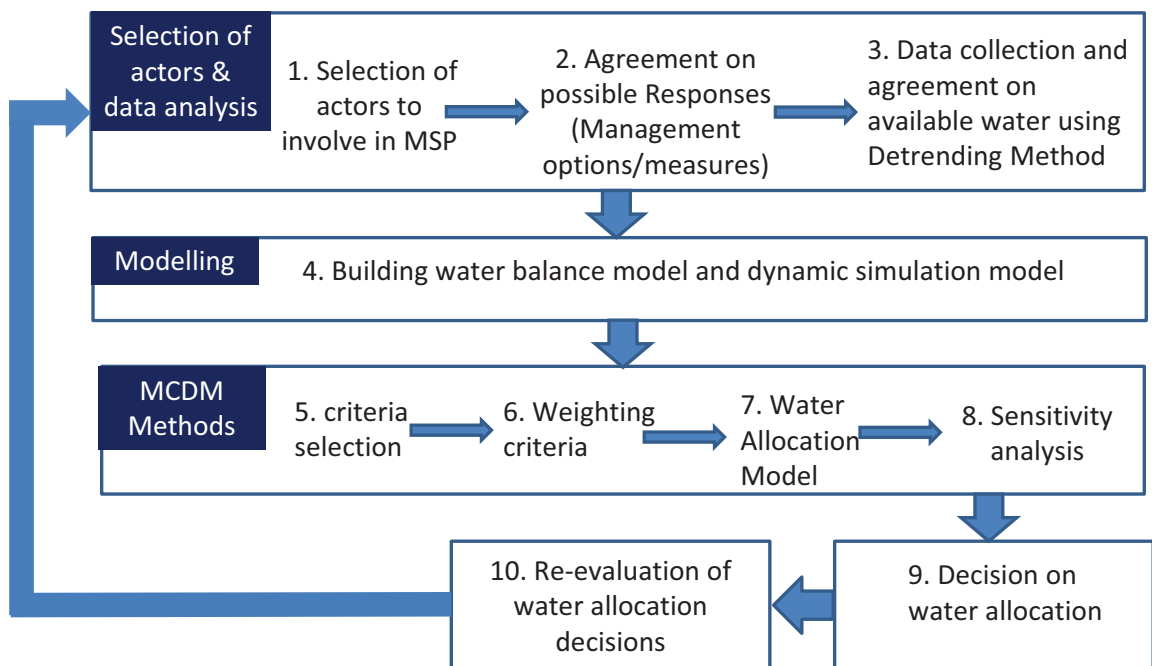 Selection of
actors &
data analysis
1. Selection of
actors to
involve in MSP
2. Agreement on
possible Responses
(Management
options/measures)
3. Data collection and
agreement on
available water using
Detrending Method
Modelling
4. Building water balance model and dynamic simulation model
MCDM
Methods
5. criteria
selection
6. Weighting
criteria
7. Water
Allocation
Model
8. Sensitivity
analysis
9. Decision on
water allocation
10. Re-evaluation of
water allocation
decisions